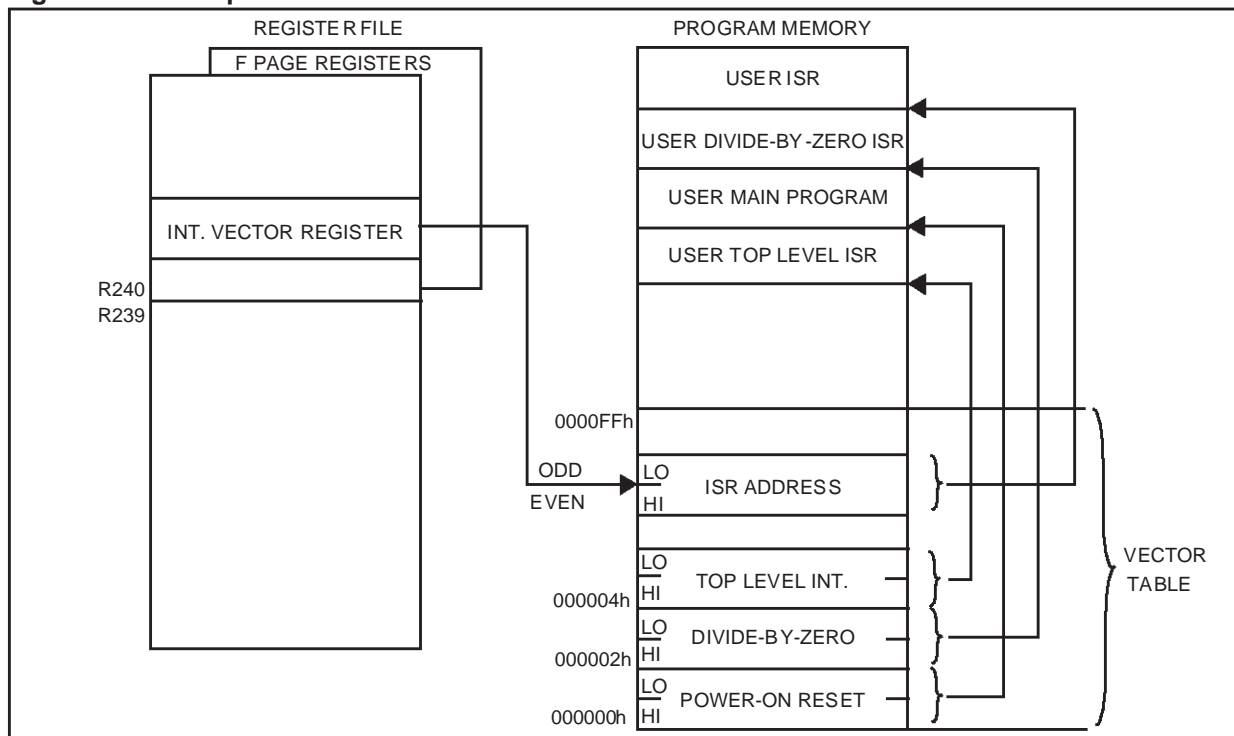 REGISTER FILE
F PAGE REGISTERS
INT. VECTOR REGISTER
R240
R239
PROGRAM MEMORY
USER ISR
USER DIVIDE-BY-ZERO ISR
USER MAIN PROGRAM
USER TOP LEVEL ISR
0000FFh
ODD
EVEN
LO
HI
ISR ADDRESS
LO
HI
TOP LEVEL INT.
000004h
LO
HI
DIVIDE-BY-ZERO
000002h
LO
HI
POWER-ON RESET
000000h
VECTOR
TABLE